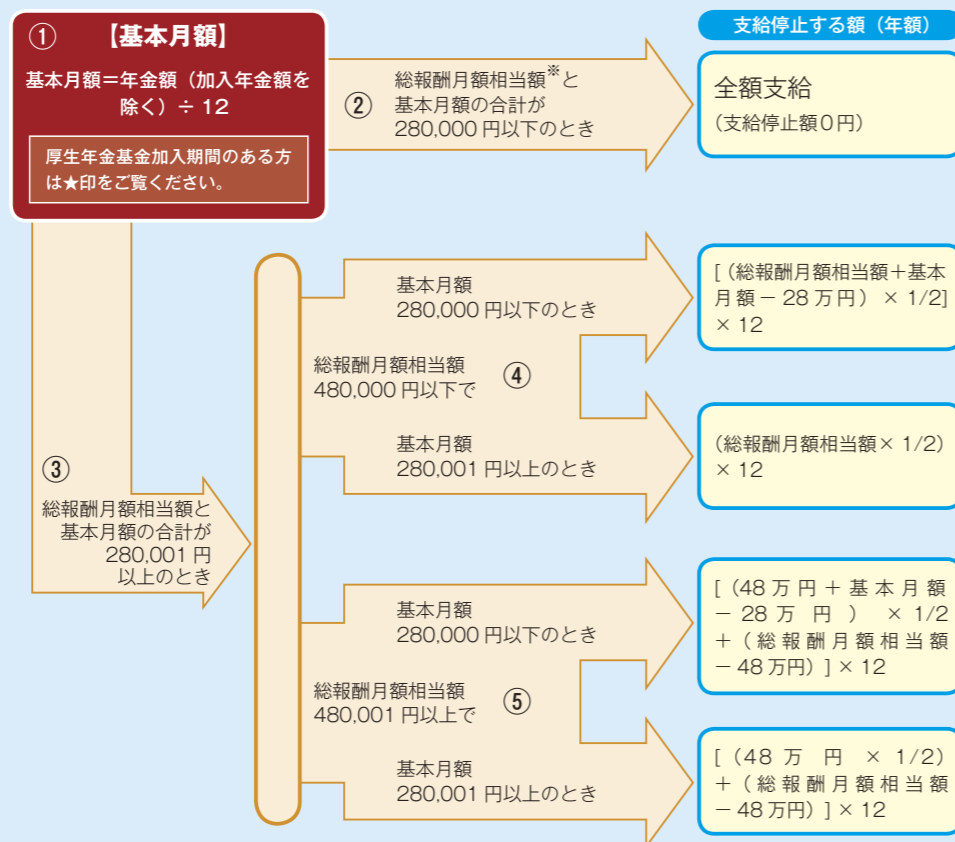 ① 【基本月額】
基本月額＝年金額（加入年金額を
除く）÷ 12
厚生年金基金加入期間のある方
は★印をご覧ください。
②
総報酬月額相当額※と
基本月額の合計が
280,000 円以下のとき
支給停止する額（年額）
全額支給
(支給停止額０円)
③
総報酬月額相当額と
基本月額の合計が
280,001 円
以上のとき
基本月額
280,000 円以下のとき
[（総報酬月額相当額＋基本
月額－ 28 万円）× 1/2]
× 12
総報酬月額相当額
480,000 円以下で
④
基本月額
280,001 円以上のとき
(総報酬月額相当額× 1/2)
× 12
基本月額
280,000 円以下のとき
[（48 万円＋基本月額
－ 28 万円）× 1/2
＋（総報酬月額相当額
－ 48 万円）] × 12
総報酬月額相当額
480,001 円以上で
⑤
基本月額
280,001 円以上のとき
[（48 万円 × 1/2）
＋（総報酬月額相当額
－ 48 万円）] × 12